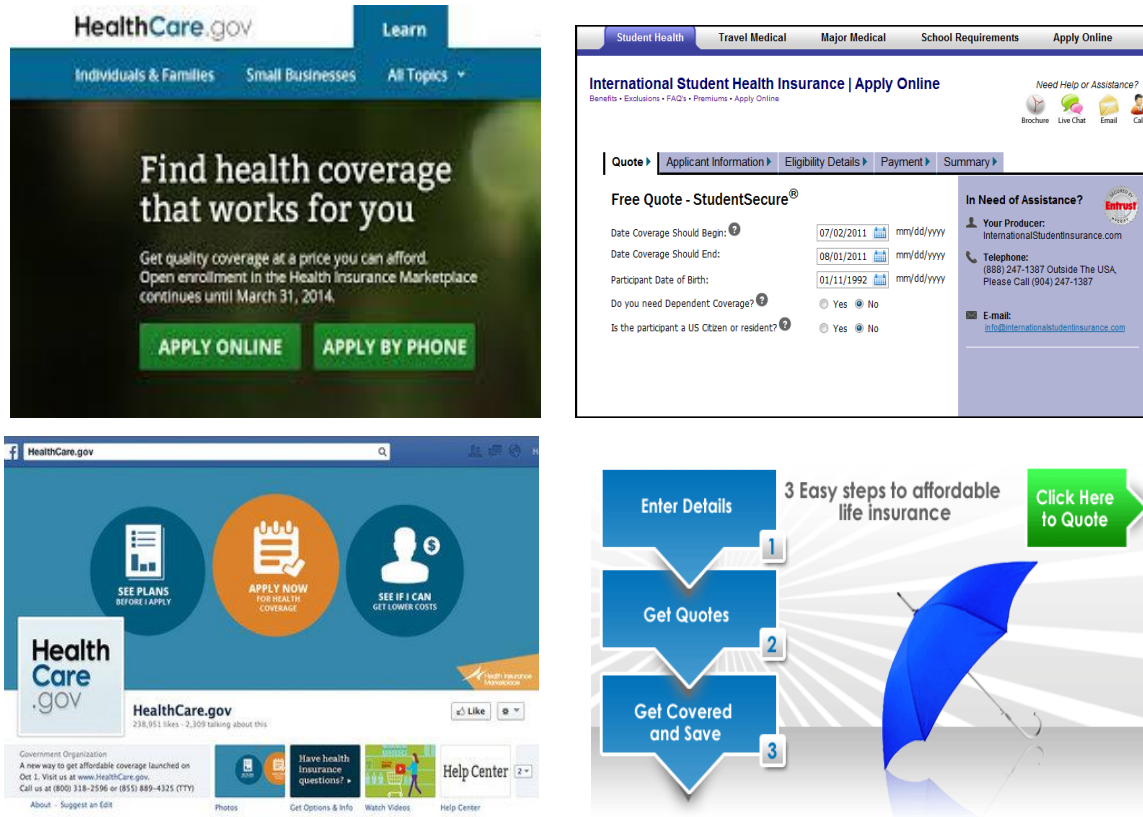 HealthCare.gov
Learn
Individuals & Families Small Businesses All Topics
Find health coverage
that works for you
Get quality coverage at a price you can afford.
Open enrollment in the Health Insurance Marketplace
continues until March 31, 2014.
APPLY ONLINE APPLY BY PHONE
Student Health Travel Medical Major Medical School Requirements Apply Online
International Student Health Insurance | Apply Online
Benefits • Exclusions • FAQ's • Premiums • Apply Online
Need Help or Assistance?
Brochure Live Chat Email Cal
Quote Applicant Information Eligibility Details Payment Summary
Free Quote - StudentSecure®
Date Coverage Should Begin: ? 07/02/2011 mm/dd/yyyy
Date Coverage Should End: 08/01/2011 mm/dd/yyyy
Participant Date of Birth: 01/11/1992 mm/dd/yyyy
Do you need Dependent Coverage? ? Yes No
Is the participant a US Citizen or resident? ? Yes No
In Need of Assistance?
Entrust
Your Producer:
InternationalStudentInsurance.com
Telephone:
(888) 247-1387 Outside The USA,
Please Call (904) 247-1387
E-mail:
info@internationalstudentinsurance.com
f HealthCare.gov
SEE PLANS
BEFORE I APPLY
APPLY NOW
FOR HEALTH
COVERAGE
$
SEE IF I CAN
GET LOWER COSTS
Health Insurance
Marketplace
Health
Care
.gov
HealthCare.gov
238,951 likes · 2,309 talking about this
Like
Government Organization
A new way to get affordable coverage launched on
Oct 1. Visit us at www.HealthCare.gov.
Call us at (800) 318-2596 or (855) 889-4325 (TTY)
About - Suggest an Edit
Have health
insurance
questions?
Help Center 2
Photos Get Options & Info Watch Videos Help Center
Enter Details
1
Get Quotes
2
Get Covered
and Save
3
3 Easy steps to affordable
life insurance
Click Here
to Quote